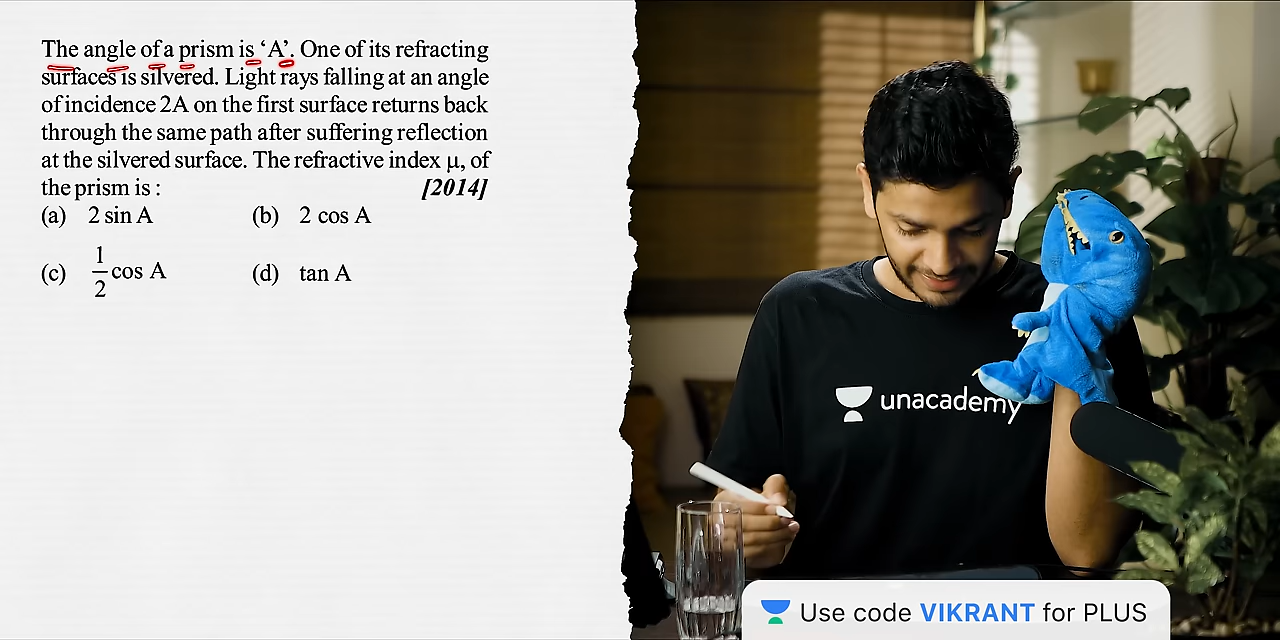 The angle of a prism is ‘A’. One of its refracting
surfaces is silvered. Light rays falling at an angle
of incidence 2A on the first surface returns back
through the same path after suffering reflection
at the silvered surface. The refractive index μ, of
the prism is : [2014]
(a) 2 sin A (b) 2 cos A
(c) 1/2 cos A (d) tan A
unacademy
Use code VIKRANT for PLUS